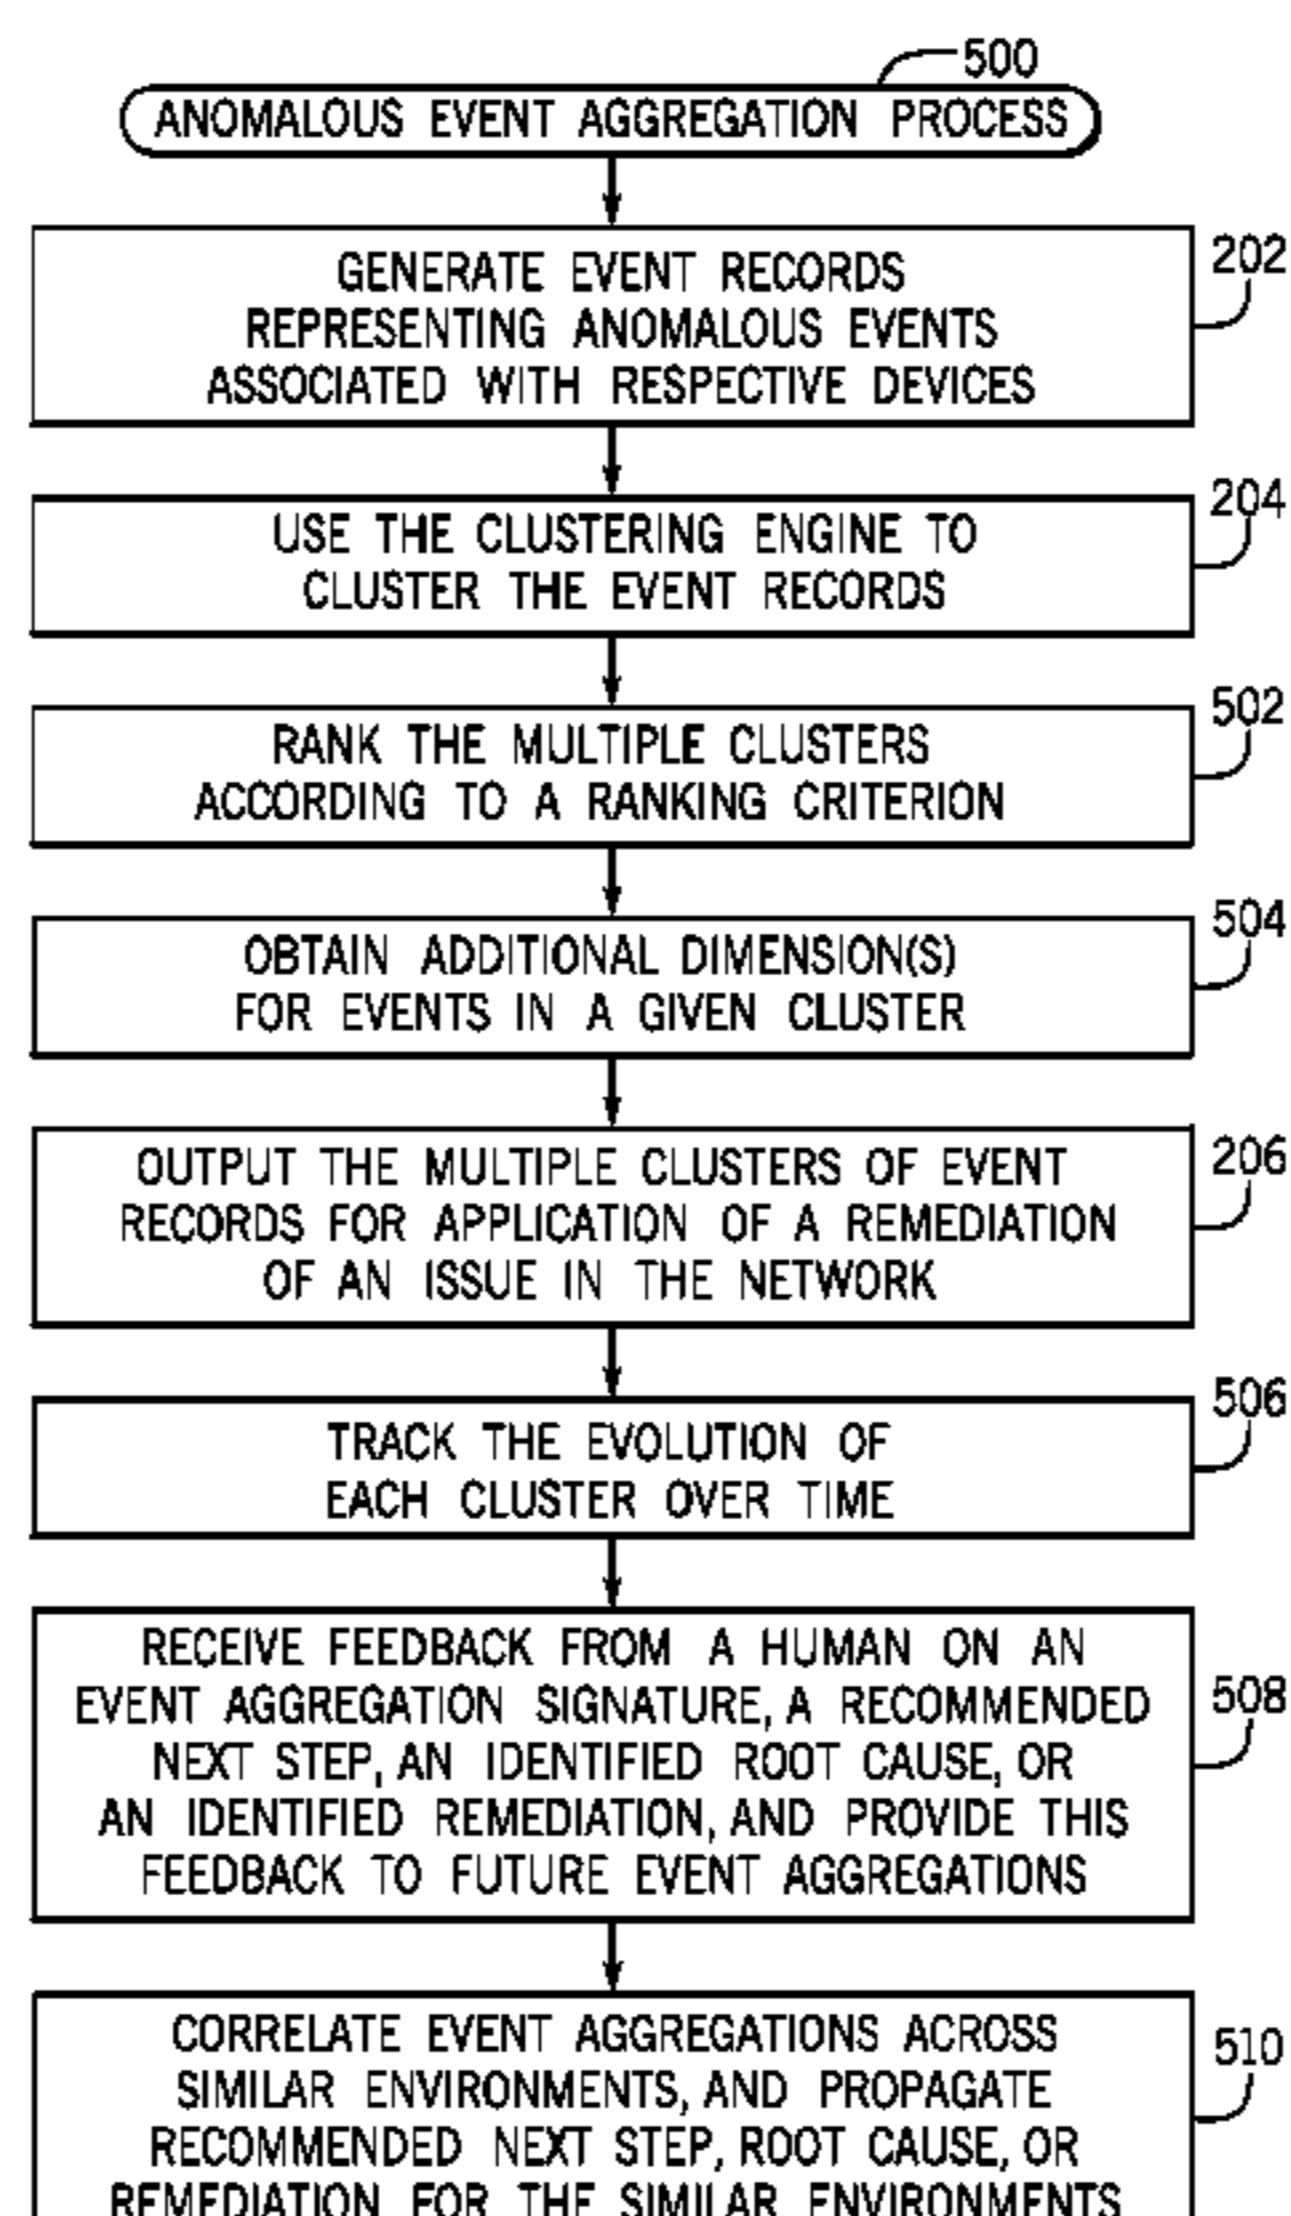 500
ANOMALOUS EVENT AGGREGATION PROCESS
202
GENERATE EVENT RECORDS
REPRESENTING ANOMALOUS EVENTS
ASSOCIATED WITH RESPECTIVE DEVICES
204
USE THE CLUSTERING ENGINE TO
CLUSTER THE EVENT RECORDS
502
RANK THE MULTIPLE CLUSTERS
ACCORDING TO A RANKING CRITERION
504
OBTAIN ADDITIONAL DIMENSION(S)
FOR EVENTS IN A GIVEN CLUSTER
206
OUTPUT THE MULTIPLE CLUSTERS OF EVENT
RECORDS FOR APPLICATION OF A REMEDIATION
OF AN ISSUE IN THE NETWORK
506
TRACK THE EVOLUTION OF
EACH CLUSTER OVER TIME
508
RECEIVE FEEDBACK FROM A HUMAN ON AN
EVENT AGGREGATION SIGNATURE, A RECOMMENDED
NEXT STEP, AN IDENTIFIED ROOT CAUSE, OR
AN IDENTIFIED REMEDIATION, AND PROVIDE THIS
FEEDBACK TO FUTURE EVENT AGGREGATIONS
510
CORRELATE EVENT AGGREGATIONS ACROSS
SIMILAR ENVIRONMENTS, AND PROPAGATE
RECOMMENDED NEXT STEP, ROOT CAUSE, OR
REMEDIATION FOR THE SIMILAR ENVIRONMENTS